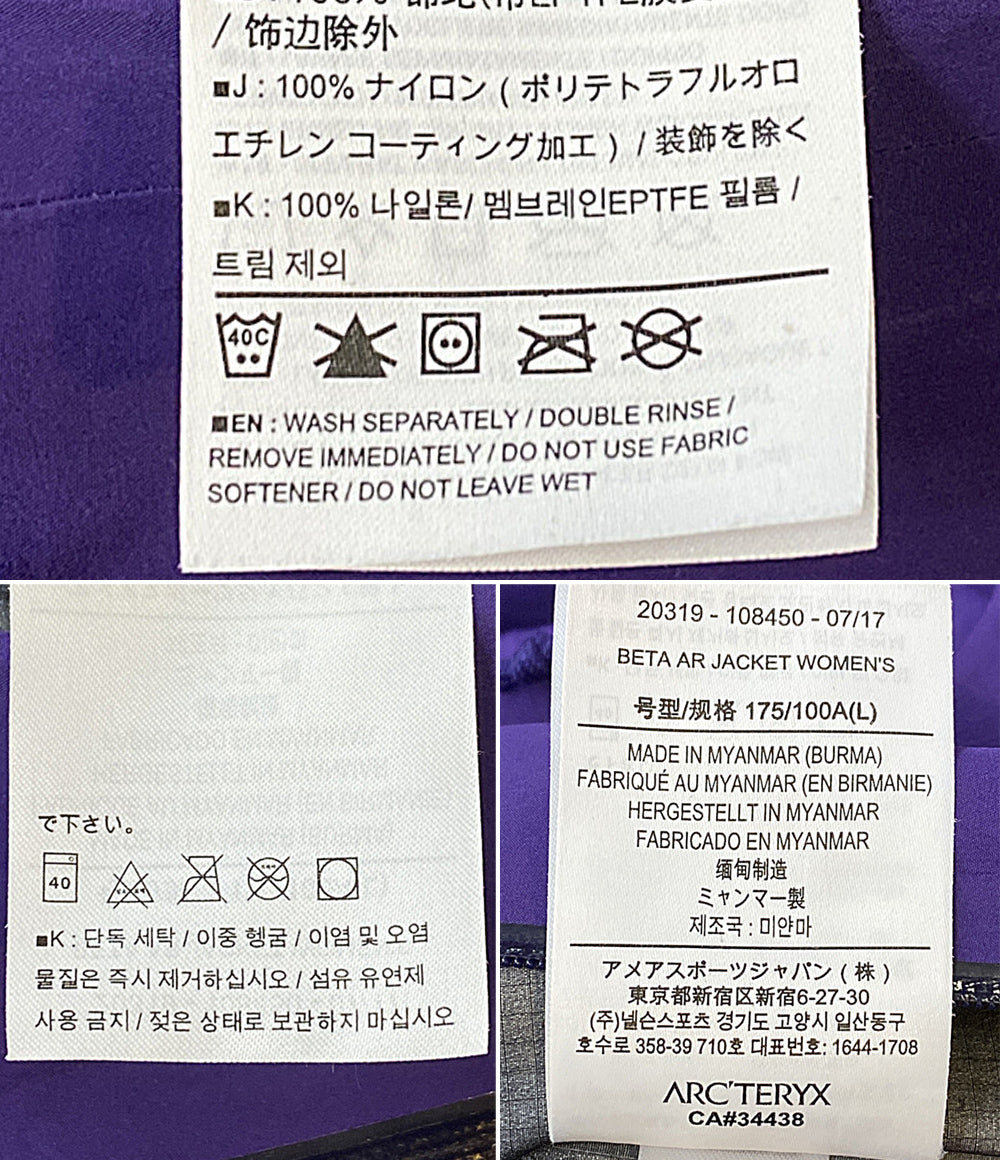 / 饰边除外
■J : 100% ナイロン ( ポリテトラフルオロ
エチレン コーティング加工 ) / 装飾を除く
■K : 100% 나일론/ 멤브레인EPTFE 필름 /
트림 제외
40C
■EN : WASH SEPARATELY / DOUBLE RINSE /
REMOVE IMMEDIATELY / DO NOT USE FABRIC
SOFTENER / DO NOT LEAVE WET
で下さい。
40
■K : 단독 세탁 / 이중 헹굼 / 이염 및 오염
물질은 즉시 제거하십시오 / 섬유 유연제
사용 금지 / 젖은 상태로 보관하지 마십시오
20319 - 108450 - 07/17
BETA AR JACKET WOMEN'S
号型/规格 175/100A(L)
MADE IN MYANMAR (BURMA)
FABRIQUÉ AU MYANMAR (EN BIRMANIE)
HERGESTELLT IN MYANMAR
FABRICADO EN MYANMAR
缅甸制造
ミャンマー製
제조국 : 미얀마
アメアスポーツジャパン ( 株 )
東京都新宿区新宿6-27-30
(주)넬슨스포츠 경기도 고양시 일산동구
호수로 358-39 710호 대표번호: 1644-1708
ARC'TERYX
CA#34438